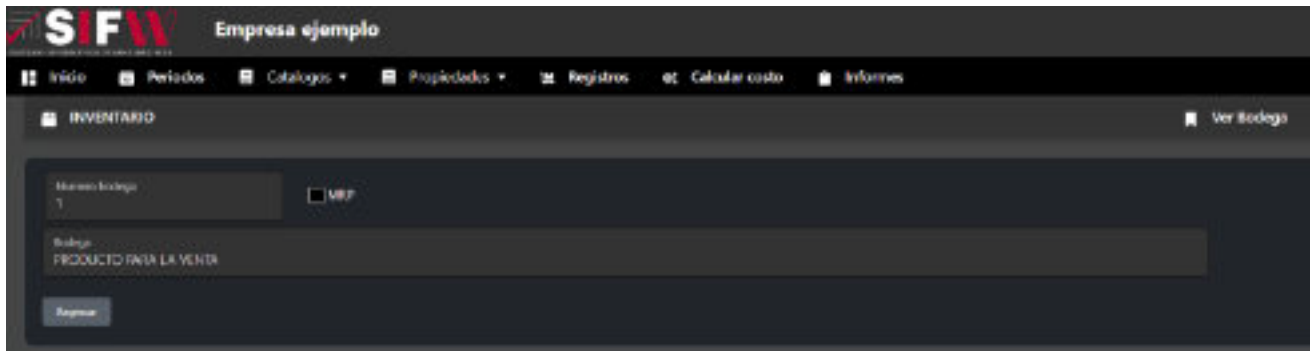 SIFW
Empresa ejemplo
Inicio Periodos Catalogos Propiedades Registros Calcular costo Informes
INVENTARIO
Ver Bodega
Numero bodega
1
MRP
Bodega
PRODUCTO PARA LA VENTA
Regresar